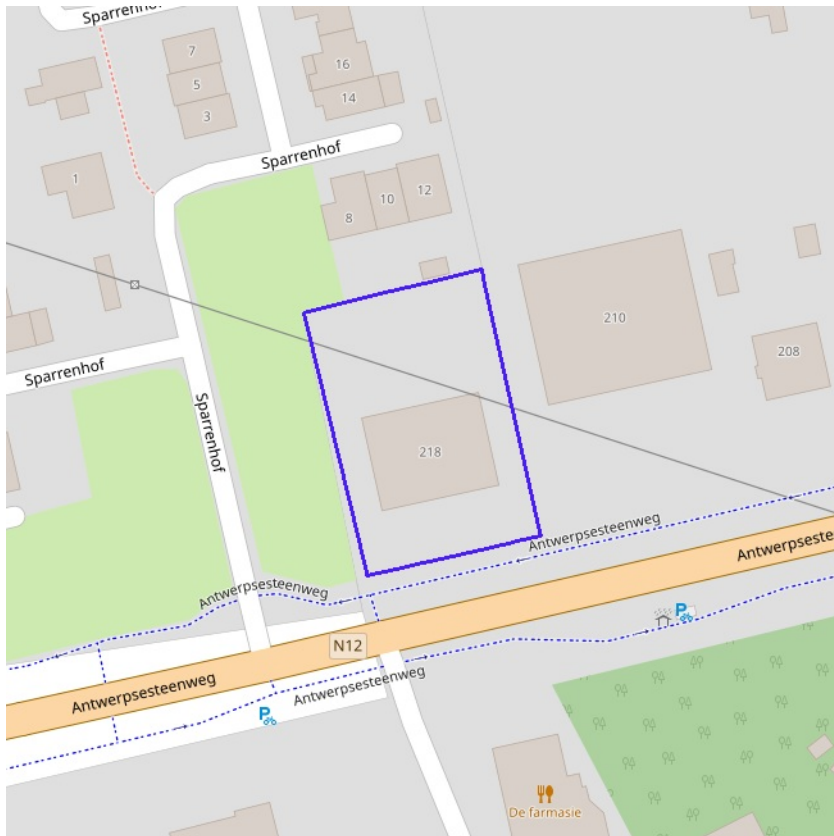 Sparrenhof
7
5
3
16
14
Sparrenhof
1
8
10
12
210
208
Sparrenhof
Sparrenhof
218
Antwerpsesteenweg
Antwerpseste
Antwerpsesteenweg
N12
Antwerpsesteenweg
Antwerpsesteenweg
P
P
De farmasie